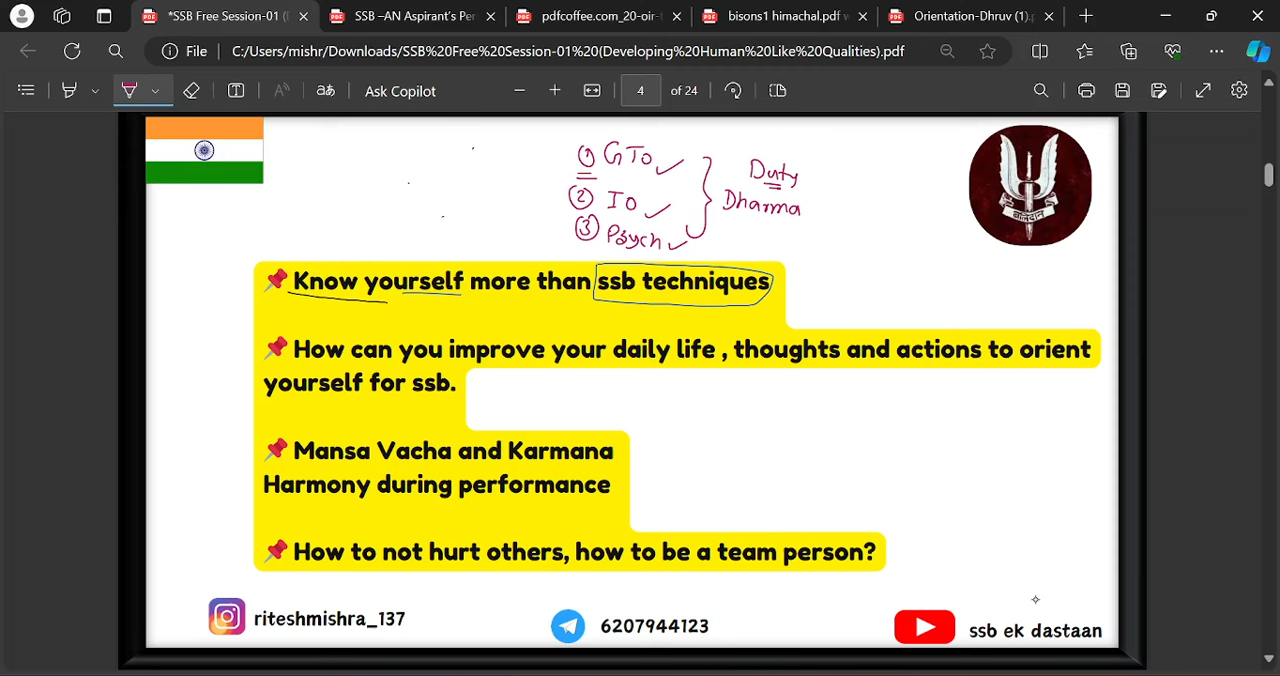 *SSB Free Session-01 (
SSB –AN Aspirant's Per
pdfcoffee.com_20-oir-t
bisons1 himachal.pdf w
Orientation-Dhruv (1).p
File C:/Users/mishr/Downloads/SSB%20Free%20Session-01%20(Developing%20Human%20Like%20Qualities).pdf
aあ Ask Copilot 4 of 24
① GTO
② IO
③ Psych
Duty
Dharma
बलिदान
Know yourself more than ssb techniques
How can you improve your daily life , thoughts and actions to orient
yourself for ssb.
Mansa Vacha and Karmana
Harmony during performance
How to not hurt others, how to be a team person?
riteshmishra_137
6207944123
ssb ek dastaan